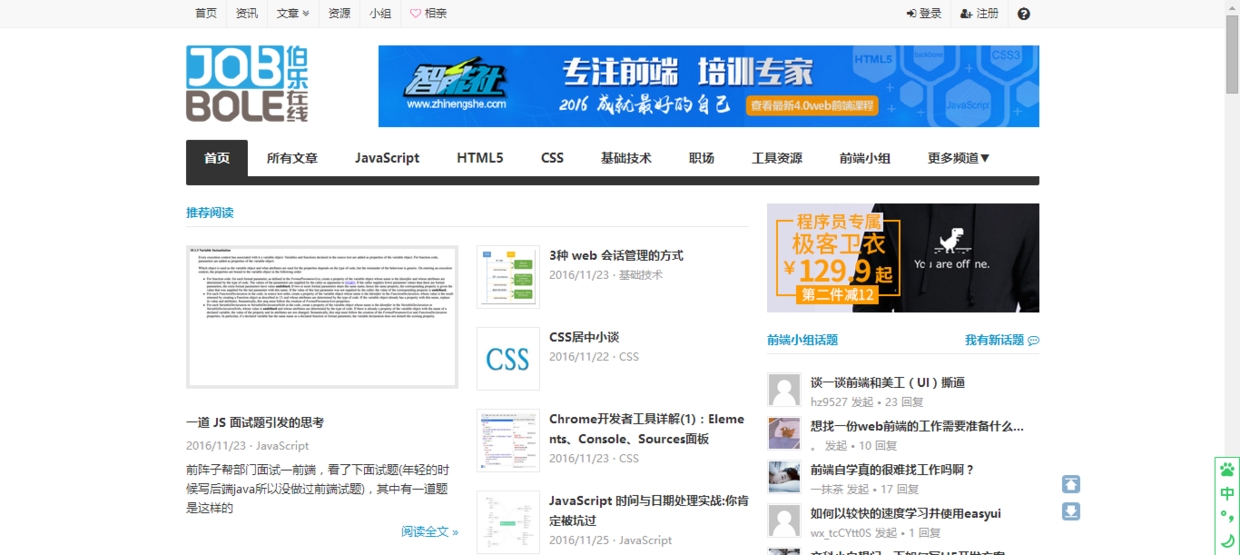 首页 资讯 文章 资源 小组 相亲 登录 注册
JOB 伯乐
BOLE 在线
智能社
www.zhinengshe.com
专注前端 培训专家
2016 成就最好的自己 查看最新4.0web前端课程
HTML5 CSS3
JavaScript
首页 所有文章 JavaScript HTML5 CSS 基础技术 职场 工具资源 前端小组 更多频道▼
推荐阅读
一道 JS 面试题引发的思考
2016/11/23 · JavaScript
前阵子帮部门面试一前端，看了下面试题(年轻的时
候写后端java所以没做过前端试题)，其中有一道题
是这样的
阅读全文 »
3种 web 会话管理的方式
2016/11/23 · 基础技术
CSS
CSS居中小谈
2016/11/22 · CSS
Chrome开发者工具详解(1)：Eleme
nts、Console、Sources面板
2016/11/23 · CSS
JavaScript 时间与日期处理实战:你肯
定被坑过
2016/11/25 · JavaScript
程序员专属
极客卫衣
¥129.9起
第二件减12
You are offline.
前端小组话题 我有新话题
谈一谈前端和美工（UI）撕逼
hz9527 发起 • 23 回复
想找一份web前端的工作需要准备什么...
。 发起 • 10 回复
前端自学真的很难找工作吗啊？
一抹茶 发起 • 17 回复
如何以较快的速度学习并使用easyui
wx_tcCYtt0S 发起 • 1 回复
中